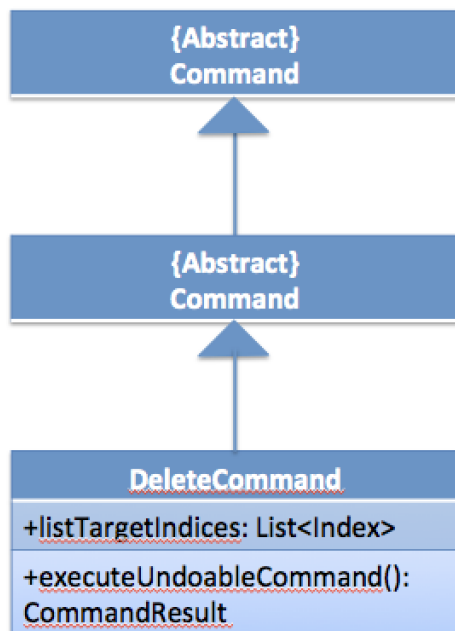 {Abstract}
Command
{Abstract}
Command
DeleteCommand
+listTargetIndices: List<Index>
+executeUndoableCommand():
CommandResult